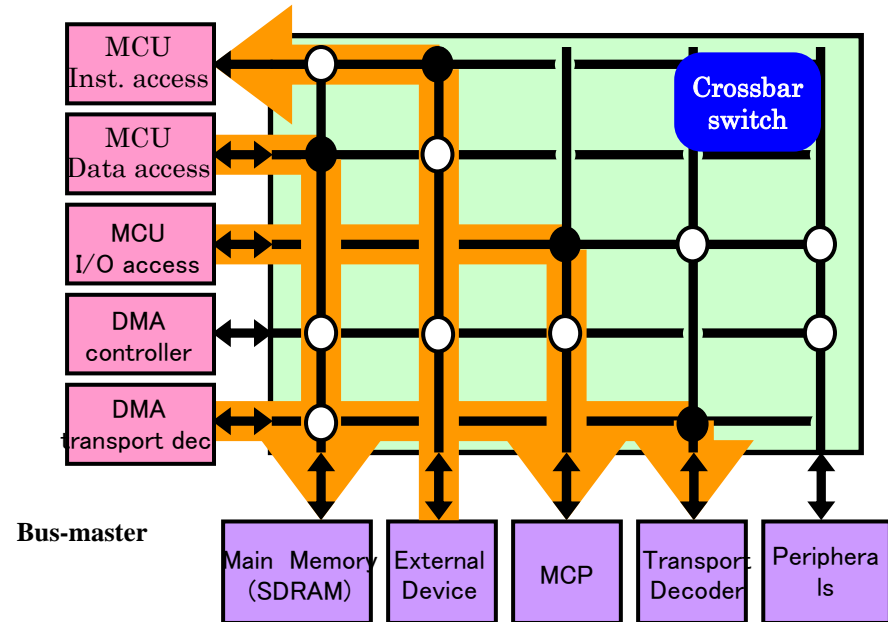 MCU
Inst. access
Crossbar
switch
MCU
Data access
MCU
I/O access
DMA
controller
DMA
transport dec
Bus-master
Main Memory
(SDRAM)
External
Device
MCP
Transport
Decoder
Periphera
ls